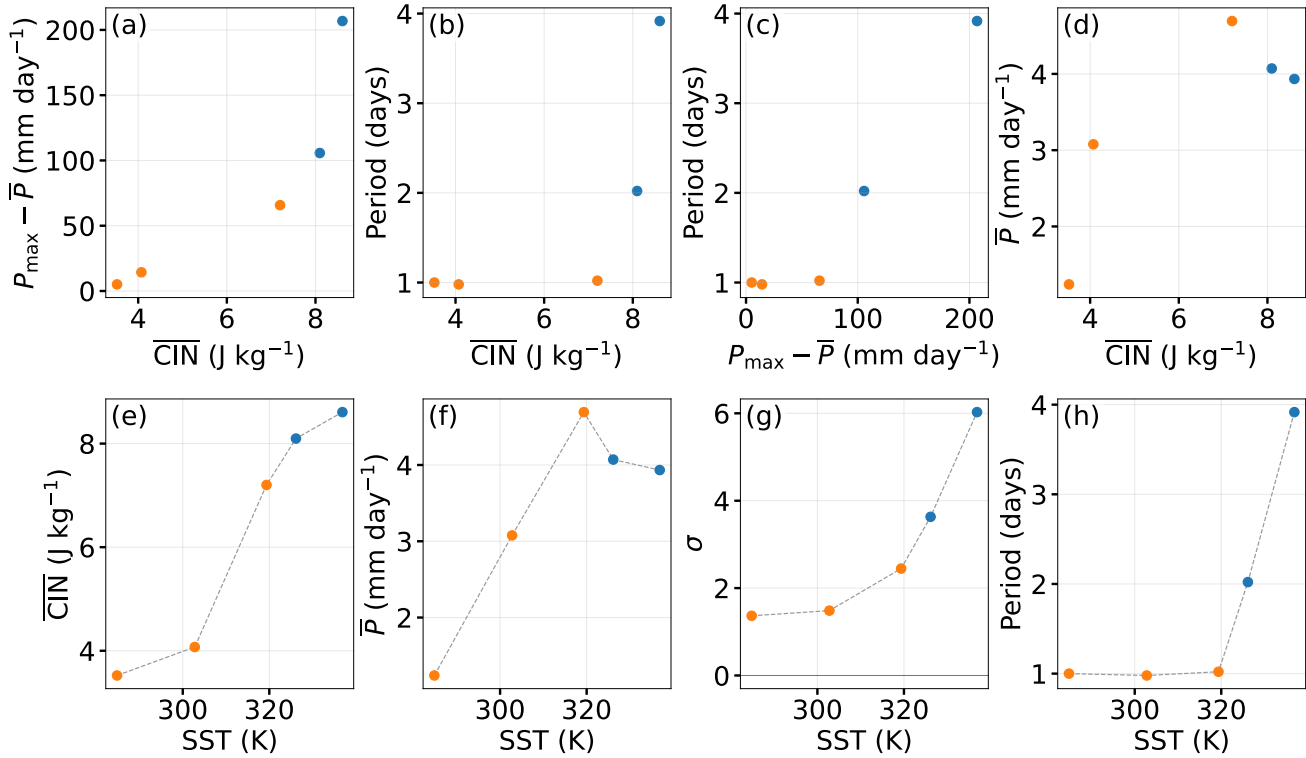 (a)
P_max − P̅ (mm day⁻¹)
200
150
100
50
0
4 6 8
C̅I̅N̅ (J kg⁻¹)
(b)
Period (days)
4
3
2
1
4 6 8
C̅I̅N̅ (J kg⁻¹)
(c)
Period (days)
4
3
2
1
0 100 200
P_max − P̅ (mm day⁻¹)
(d)
P̅ (mm day⁻¹)
4
3
2
4 6 8
C̅I̅N̅ (J kg⁻¹)
(e)
C̅I̅N̅ (J kg⁻¹)
8
6
4
300 320
SST (K)
(f)
P̅ (mm day⁻¹)
4
3
2
300 320
SST (K)
(g)
σ
6
4
2
0
300 320
SST (K)
(h)
Period (days)
4
3
2
1
300 320
SST (K)